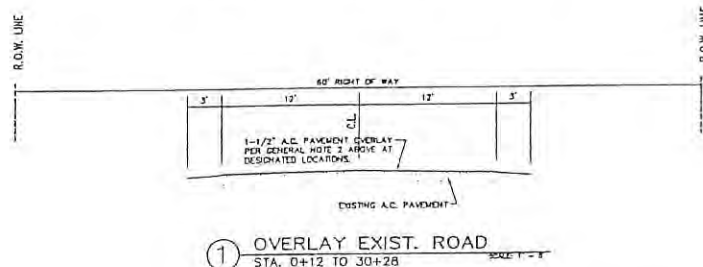 R.O.W. LINE
R.O.W. LINE
60' RIGHT OF WAY
3' 12' 12' 3'
C.L.
1-1/2" A.C. PAVEMENT OVERLAY
PER GENERAL NOTE 2 ABOVE AT
DESIGNATED LOCATIONS.
EXISTING A.C. PAVEMENT
1 OVERLAY EXIST. ROAD
STA. 0+12 TO 30+28